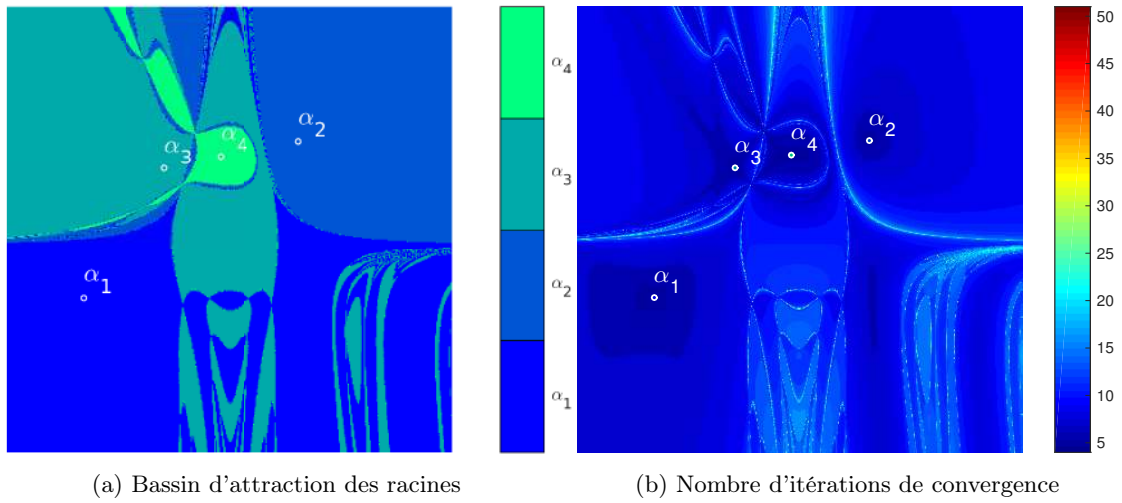 α₃
α₄
α₂
α₁
α₄
α₃
α₂
α₁
α₃
α₄
α₂
α₁
50
45
40
35
30
25
20
15
10
5
(a) Bassin d'attraction des racines
(b) Nombre d'itérations de convergence